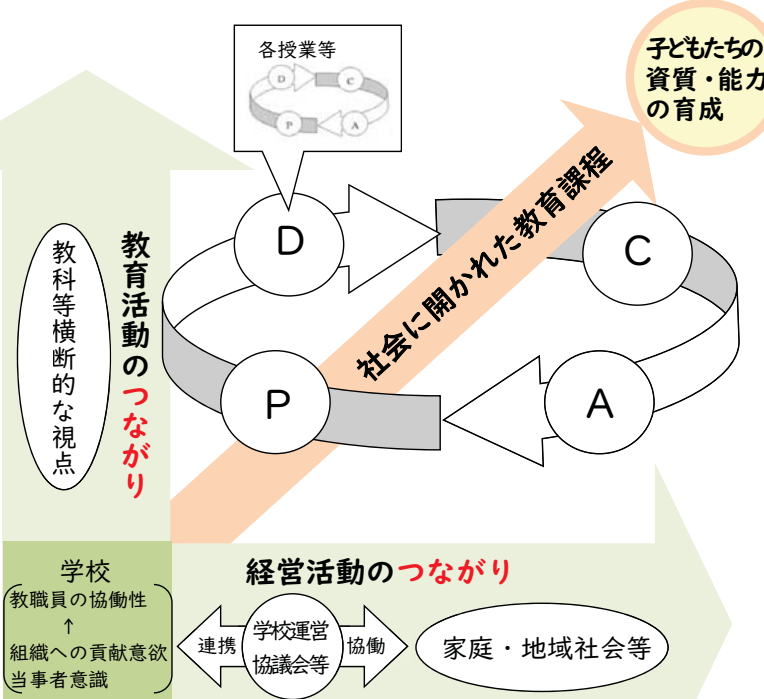 子どもたちの
資質・能力
の育成
各授業等
D
C
P
A
D
C
P
A
社会に開かれた教育課程
教科等横断的な視点
教育活動のつながり
学校
教職員の協働性
↑
組織への貢献意欲
当事者意識
経営活動のつながり
連携
学校運営
協議会等
協働
家庭・地域社会等